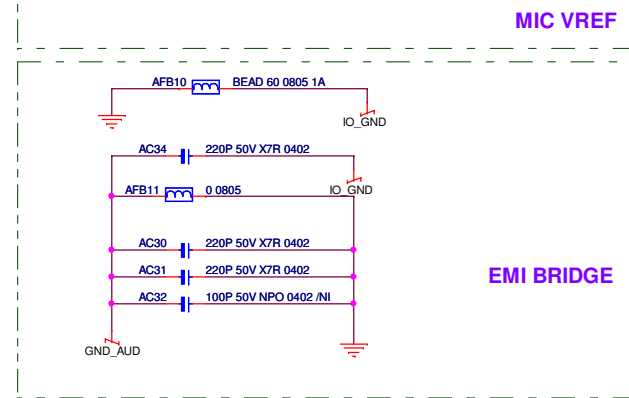 MIC VREF
AFB10 BEAD 60 0805 1A
IO_GND
AC34 220P 50V X7R 0402
AFB11 0 0805 IO_GND
AC30 220P 50V X7R 0402
AC31 220P 50V X7R 0402
EMI BRIDGE
AC32 100P 50V NPO 0402 /NI
GND_AUD